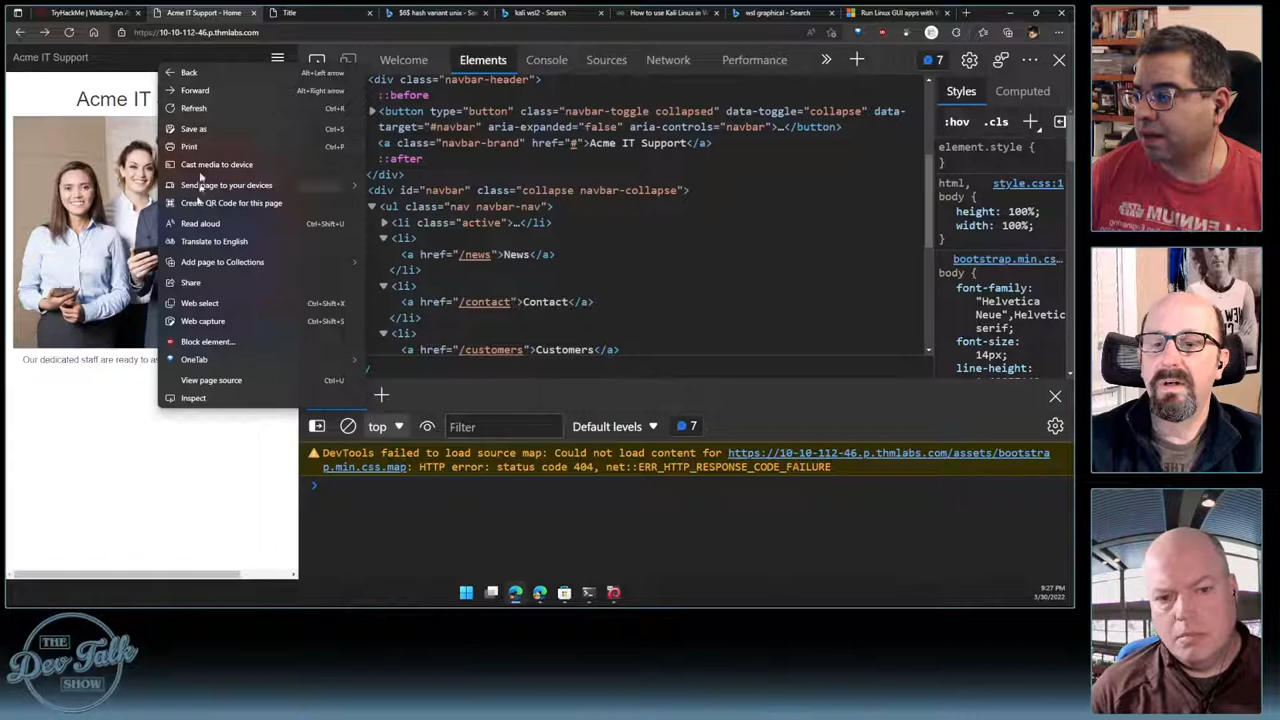 TryHackMe | Walking An A
Acme IT Support - Home
Title
$6$ hash variant unix - Searc
kali wsl2 - Search
How to use Kali Linux in W
wsl graphical - Search
Run Linux GUI apps with W
https://10-10-112-46.p.thmlabs.com
Acme IT Support
Acme IT
Our dedicated staff are ready to as
Back Alt+Left arrow
Forward Alt+Right arrow
Refresh Ctrl+R
Save as Ctrl+S
Print Ctrl+P
Cast media to device
Send page to your devices
Create QR Code for this page
Read aloud Ctrl+Shift+U
Translate to English
Add page to Collections
Share
Web select Ctrl+Shift+X
Web capture Ctrl+Shift+S
Block element...
OneTab
View page source Ctrl+U
Inspect
Welcome Elements Console Sources Network Performance 7
<div class="navbar-header">
::before
<button type="button" class="navbar-toggle collapsed" data-toggle="collapse" data-
target="#navbar" aria-expanded="false" aria-controls="navbar">…</button>
<a class="navbar-brand" href="#">Acme IT Support</a>
::after
</div>
<div id="navbar" class="collapse navbar-collapse">
<ul class="nav navbar-nav">
<li class="active">…</li>
<li>
<a href="/news">News</a>
</li>
<li>
<a href="/contact">Contact</a>
</li>
<li>
<a href="/customers">Customers</a>
Styles Computed
:hov .cls
element.style {
}
html, style.css:1
body {
height: 100%;
width: 100%;
}
bootstrap.min.cs…
body {
font-family:
"Helvetica
Neue",Helvetic
serif;
font-size:
14px;
line-height:
top Filter Default levels 7
DevTools failed to load source map: Could not load content for https://10-10-112-46.p.thmlabs.com/assets/bootstra
p.min.css.map: HTTP error: status code 404, net::ERR_HTTP_RESPONSE_CODE_FAILURE
9:27 PM
3/30/2022
THE
Dev Talk
SHOW